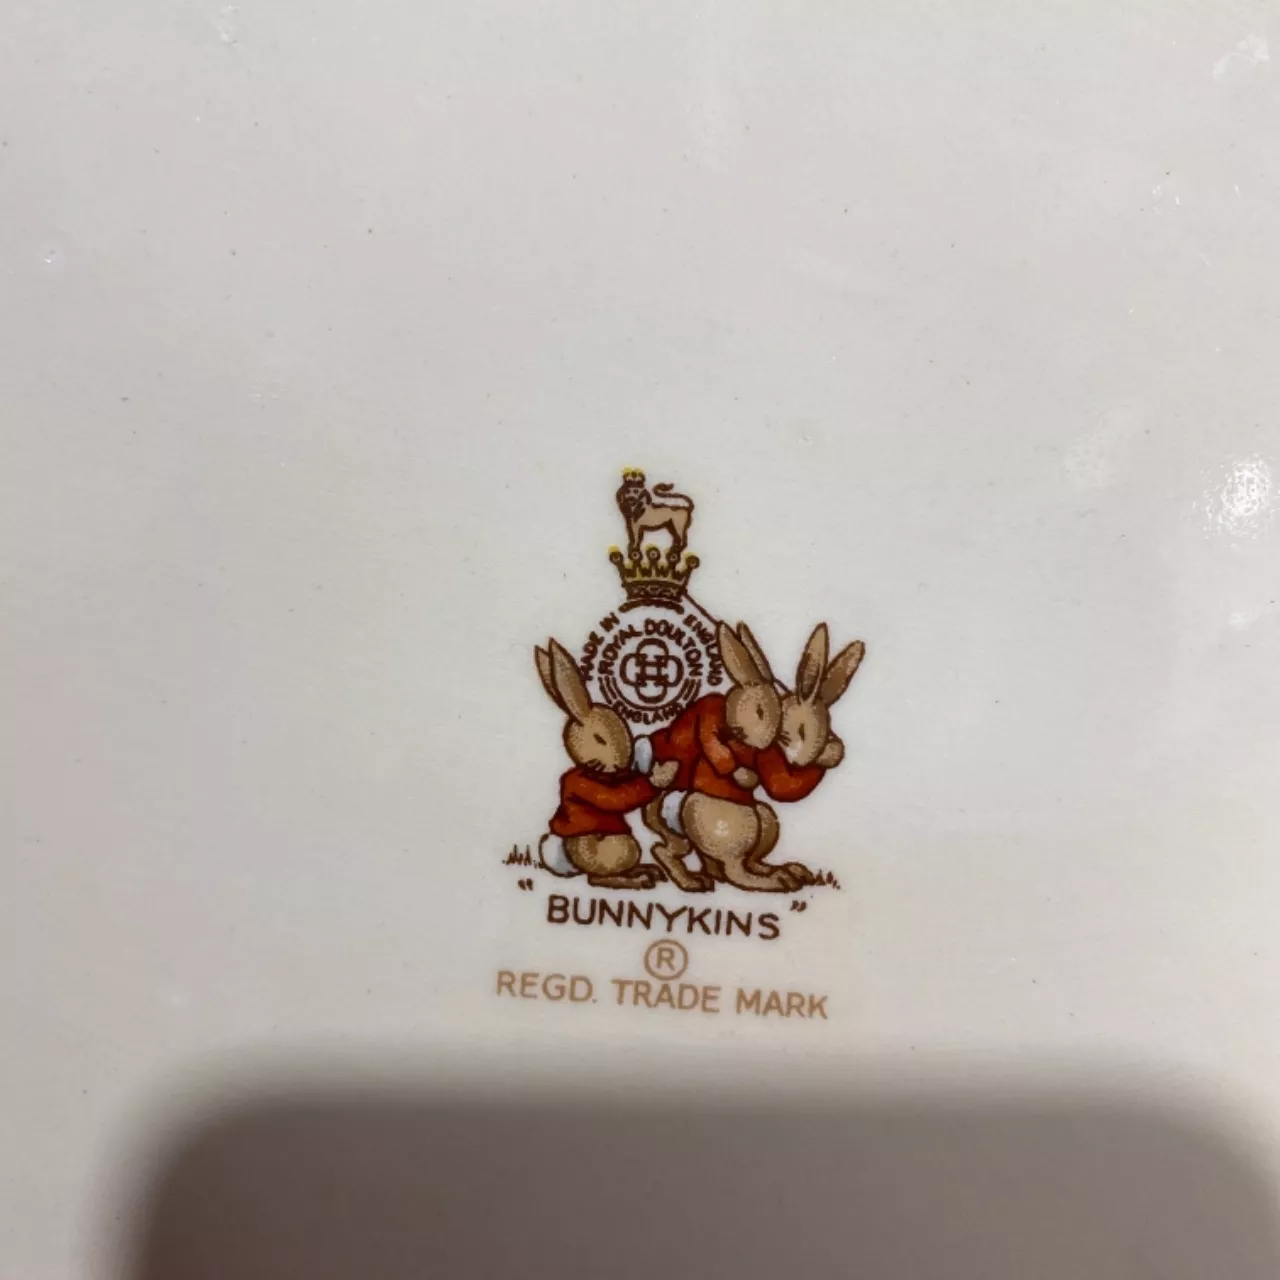 MADE IN ENGLAND
ROYAL DOULTON
ENGLAND
"BUNNYKINS"
®
REGD. TRADE MARK